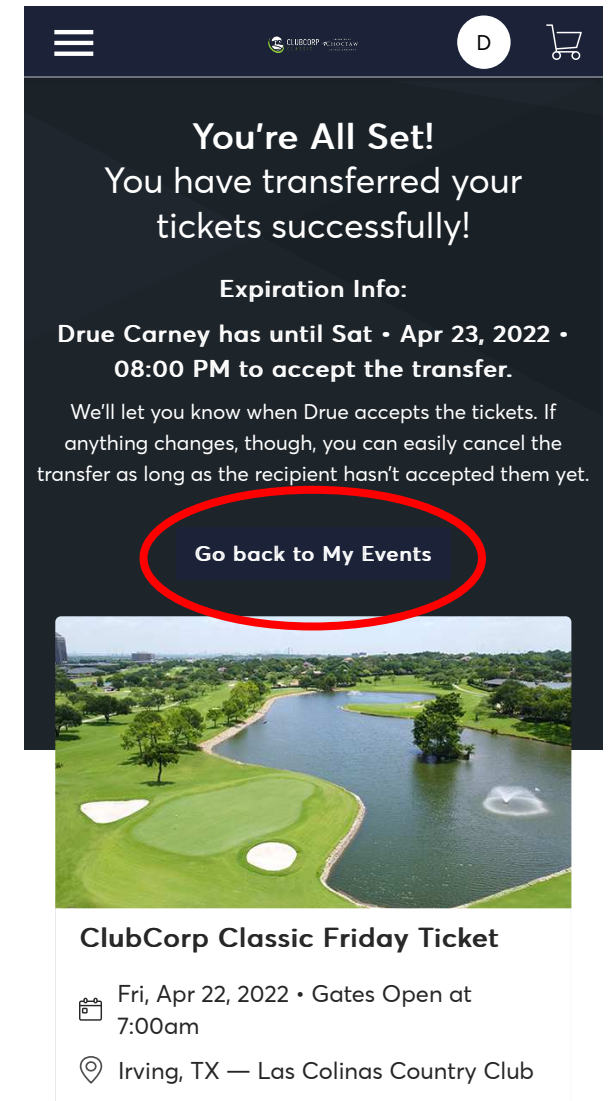 CLUBCORP
CLASSIC
CHOCTAW
D
You're All Set!
You have transferred your
tickets successfully!
Expiration Info:
Drue Carney has until Sat • Apr 23, 2022 •
08:00 PM to accept the transfer.
We'll let you know when Drue accepts the tickets. If
anything changes, though, you can easily cancel the
transfer as long as the recipient hasn't accepted them yet.
Go back to My Events
ClubCorp Classic Friday Ticket
Fri, Apr 22, 2022 • Gates Open at
7:00am
Irving, TX — Las Colinas Country Club